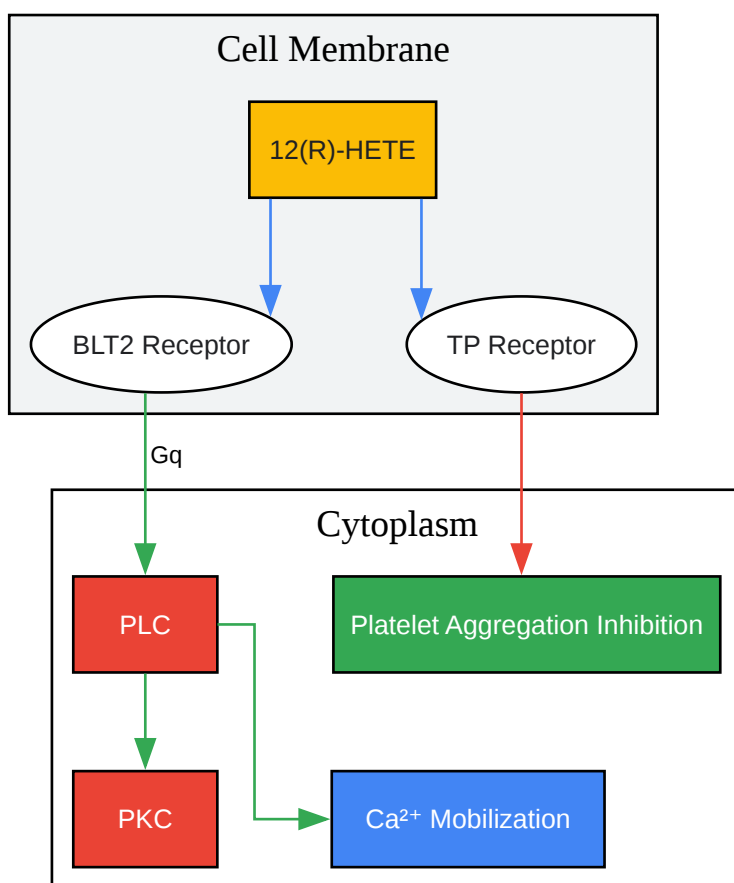 Cell Membrane
12(R)-HETE
BLT2 Receptor
TP Receptor
Gq
Cytoplasm
PLC
Platelet Aggregation Inhibition
PKC
Ca²⁺ Mobilization